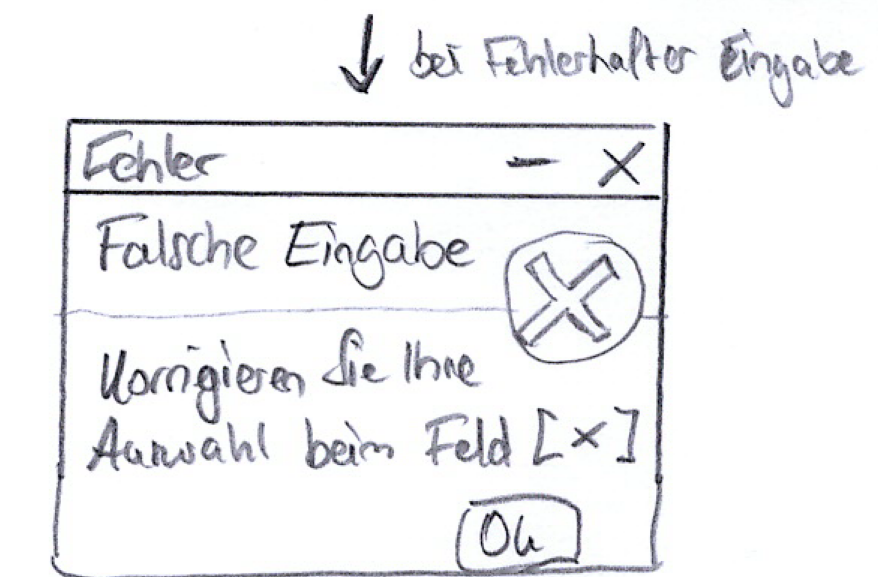 bei Fehlerhafter Eingabe
Fehler - X
Falsche Eingabe
Korrigieren Sie Ihre
Auswahl beim Feld [x]
Ok